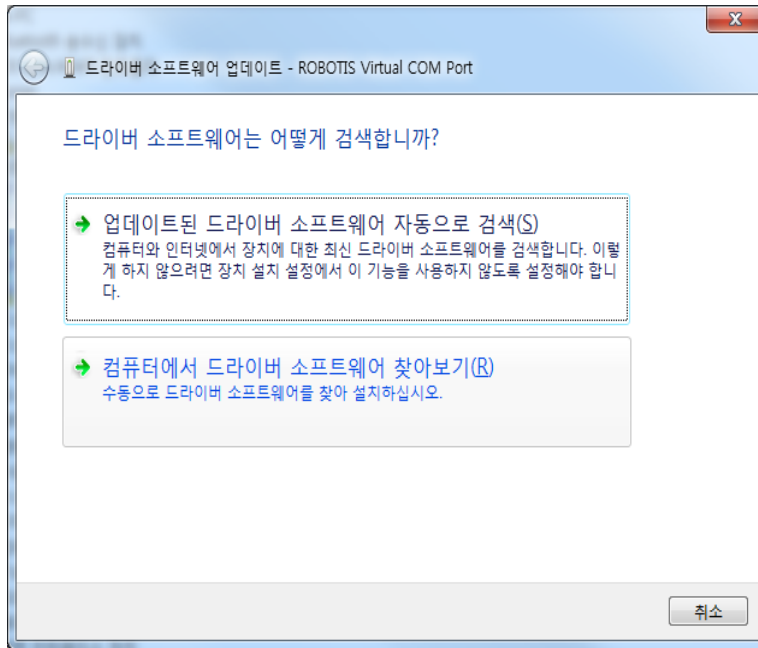 드라이버 소프트웨어 업데이트 - ROBOTIS Virtual COM Port
드라이버 소프트웨어는 어떻게 검색합니까?
업데이트된 드라이버 소프트웨어 자동으로 검색(S)
컴퓨터와 인터넷에서 장치에 대한 최신 드라이버 소프트웨어를 검색합니다. 이렇
게 하지 않으려면 장치 설치 설정에서 이 기능을 사용하지 않도록 설정해야 합니
다.
컴퓨터에서 드라이버 소프트웨어 찾아보기(R)
수동으로 드라이버 소프트웨어를 찾아 설치하십시오.
취소